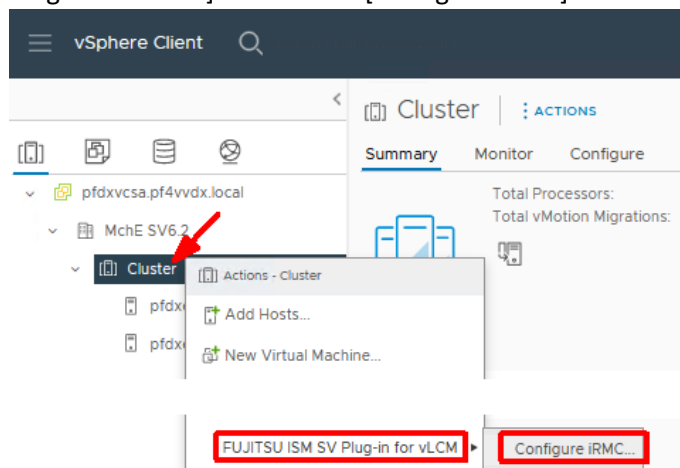 vSphere Client
Cluster
ACTIONS
Summary Monitor Configure
pfdxvcsa.pf4vvdx.local
MchE SV6.2
Cluster
Total Processors:
Total vMotion Migrations:
Actions - Cluster
Add Hosts...
New Virtual Machine...
FUJITSU ISM SV Plug-in for vLCM
Configure iRMC...